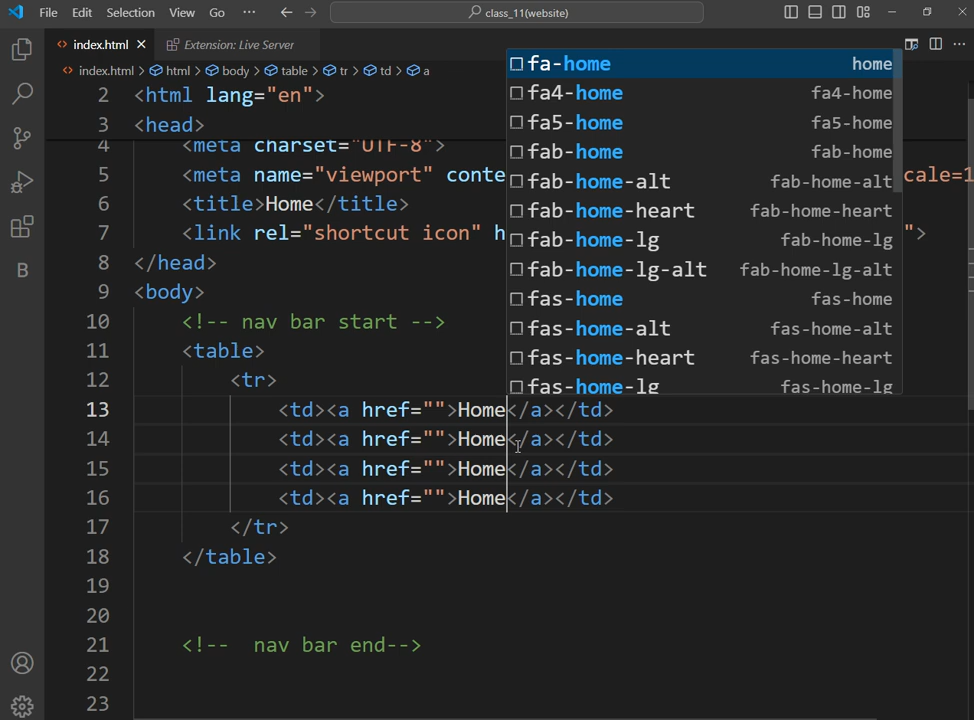 File Edit Selection View Go ··· class_11(website)
index.html Extension: Live Server
index.html > html > body > table > tr > td > a
fa-home home
fa4-home fa4-home
fa5-home fa5-home
fab-home fab-home
fab-home-alt fab-home-alt
fab-home-heart fab-home-heart
fab-home-lg fab-home-lg
fab-home-lg-alt fab-home-lg-alt
fas-home fas-home
fas-home-alt fas-home-alt
fas-home-heart fas-home-heart
fas-home-lg fas-home-lg
2 <html lang="en">
3 <head>
4 <meta charset="UTF-8">
5 <meta name="viewport" conte cale=1
6 <title>Home</title>
7 <link rel="shortcut icon" h ">
8 </head>
9 <body>
10 <!-- nav bar start -->
11 <table>
12 <tr>
13 <td><a href="">Home</a></td>
14 <td><a href="">Home</a></td>
15 <td><a href="">Home</a></td>
16 <td><a href="">Home</a></td>
17 </tr>
18 </table>
19
20
21 <!--  nav bar end-->
22
23
B